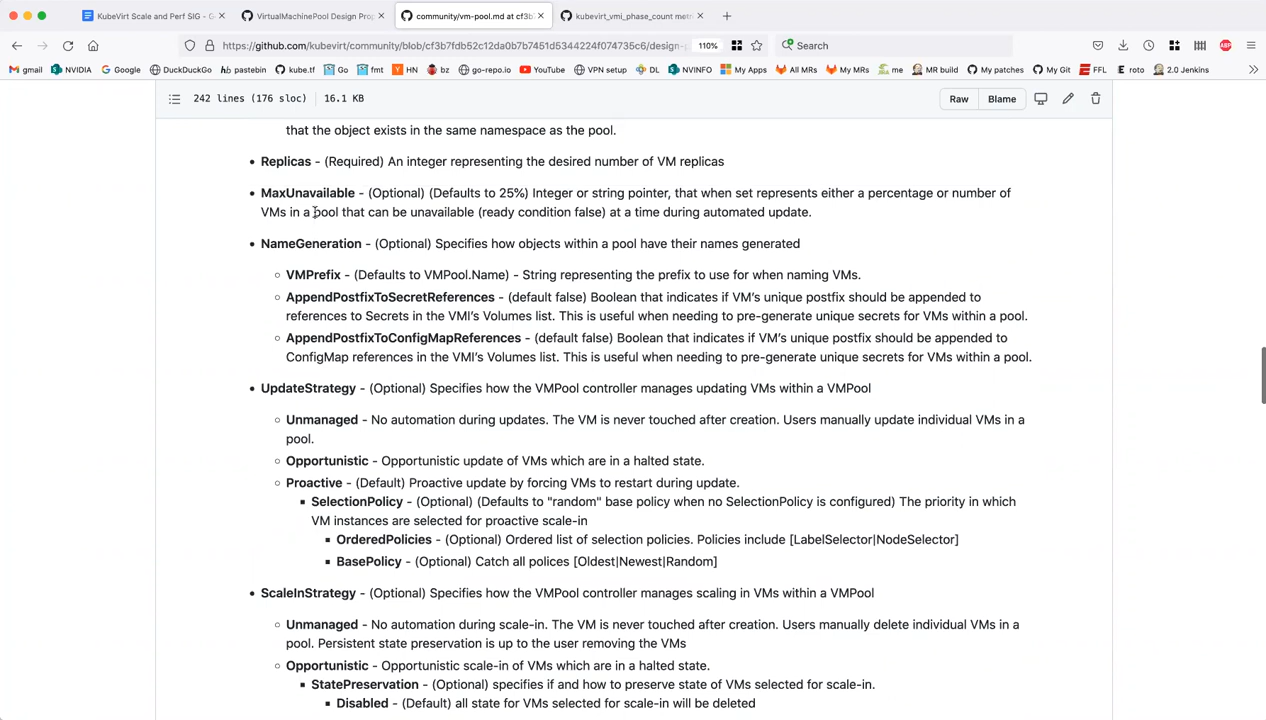 KubeVirt Scale and Perf SIG - G
VirtualMachinePool Design Prop
community/vm-pool.md at cf3b7
kubevirt_vmi_phase_count metri
https://github.com/kubevirt/community/blob/cf3b7fdb52c12da0b7b7451d5344224f074735c6/design-p
110%
Search
gmail
NVIDIA
Google
DuckDuckGo
pastebin
kube.tf
Go
fmt
HN
bz
go-repo.io
YouTube
VPN setup
DL
NVINFO
My Apps
All MRs
My MRs
me
MR build
My patches
My Git
FFL
roto
2.0 Jenkins
242 lines (176 sloc)
16.1 KB
Raw
Blame
that the object exists in the same namespace as the pool.
• Replicas - (Required) An integer representing the desired number of VM replicas
• MaxUnavailable - (Optional) (Defaults to 25%) Integer or string pointer, that when set represents either a percentage or number of
VMs in a pool that can be unavailable (ready condition false) at a time during automated update.
• NameGeneration - (Optional) Specifies how objects within a pool have their names generated
○ VMPrefix - (Defaults to VMPool.Name) - String representing the prefix to use for when naming VMs.
○ AppendPostfixToSecretReferences - (default false) Boolean that indicates if VM's unique postfix should be appended to
references to Secrets in the VMI's Volumes list. This is useful when needing to pre-generate unique secrets for VMs within a pool.
○ AppendPostfixToConfigMapReferences - (default false) Boolean that indicates if VM's unique postfix should be appended to
ConfigMap references in the VMI's Volumes list. This is useful when needing to pre-generate unique secrets for VMs within a pool.
• UpdateStrategy - (Optional) Specifies how the VMPool controller manages updating VMs within a VMPool
○ Unmanaged - No automation during updates. The VM is never touched after creation. Users manually update individual VMs in a
pool.
○ Opportunistic - Opportunistic update of VMs which are in a halted state.
○ Proactive - (Default) Proactive update by forcing VMs to restart during update.
▪ SelectionPolicy - (Optional) (Defaults to "random" base policy when no SelectionPolicy is configured) The priority in which
VM instances are selected for proactive scale-in
▪ OrderedPolicies - (Optional) Ordered list of selection policies. Policies include [LabelSelector|NodeSelector]
▪ BasePolicy - (Optional) Catch all polices [Oldest|Newest|Random]
• ScaleInStrategy - (Optional) Specifies how the VMPool controller manages scaling in VMs within a VMPool
○ Unmanaged - No automation during scale-in. The VM is never touched after creation. Users manually delete individual VMs in a
pool. Persistent state preservation is up to the user removing the VMs
○ Opportunistic - Opportunistic scale-in of VMs which are in a halted state.
▪ StatePreservation - (Optional) specifies if and how to preserve state of VMs selected for scale-in.
▪ Disabled - (Default) all state for VMs selected for scale-in will be deleted